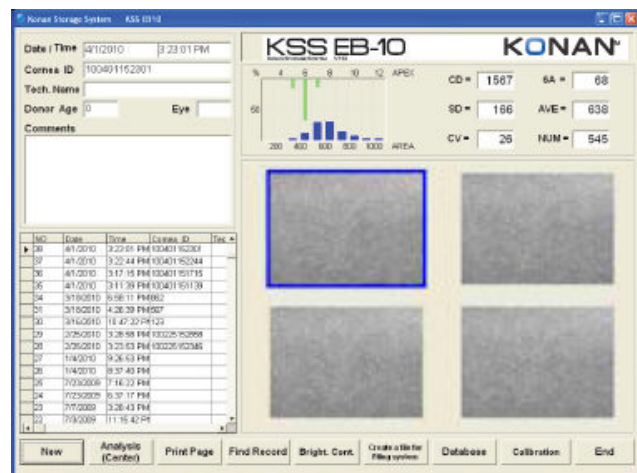 Konan Storage System KSS EB10
Date / Time 4/1/2010 3:23:01 PM
Cornea ID 100401152301
Tech. Name
Donor Age 0 Eye
Comments
KSS EB-10 KONAN
% 4 6 8 10 12 APEX
50
200 400 600 800 1000 AREA
CD = 1567 6A = 68
SD = 166 AVE = 638
CV = 26 NUM = 545
NO Date Time Cornea ID Tec
38 4/1/2010 3:23:01 PM 100401152301
37 4/1/2010 3:22:44 PM 100401152244
36 4/1/2010 3:17:15 PM 100401151715
35 4/1/2010 3:11:39 PM 100401151139
34 3/18/2010 6:58:11 PM 862
31 3/18/2010 4:28:39 PM
30 3/16/2010 10:47:22 PM 123
29 2/25/2010 3:28:58 PM 100225152858
28 2/25/2010 3:23:53 PM
27 1/4/2010 9:26:53 PM
26 1/4/2010 8:37:40 PM
25 7/23/2009 7:16:22 PM
24 7/23/2009 6:37:17 PM
23 7/7/2009 3:28:43 PM
22 7/3/2009 11:15:42 PM
New Analysis (Center) Print Page Find Record Bright. Cont. Create a file for Filing system Database Calibration End